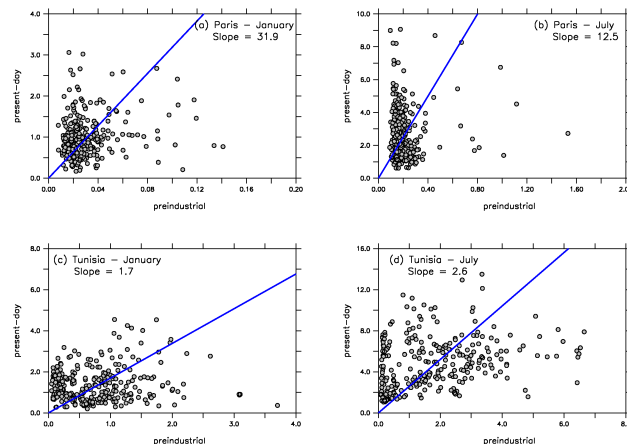 4.0
3.0
2.0
1.0
0.0
present-day
(a) Paris – January
Slope = 31.9
0.00
0.04
0.08
0.12
0.16
0.20
preindustrial
10.0
8.0
6.0
4.0
2.0
0.0
present-day
(b) Paris – July
Slope = 12.5
0.00
0.40
0.80
1.20
1.60
2.0
preindustrial
8.0
6.0
4.0
2.0
0.0
present-day
(c) Tunisia – January
Slope = 1.7
0.0
1.0
2.0
3.0
4.0
preindustrial
16.0
12.0
8.0
4.0
0.0
present-day
(d) Tunisia – July
Slope = 2.6
0.0
2.0
4.0
6.0
8.
preindustrial